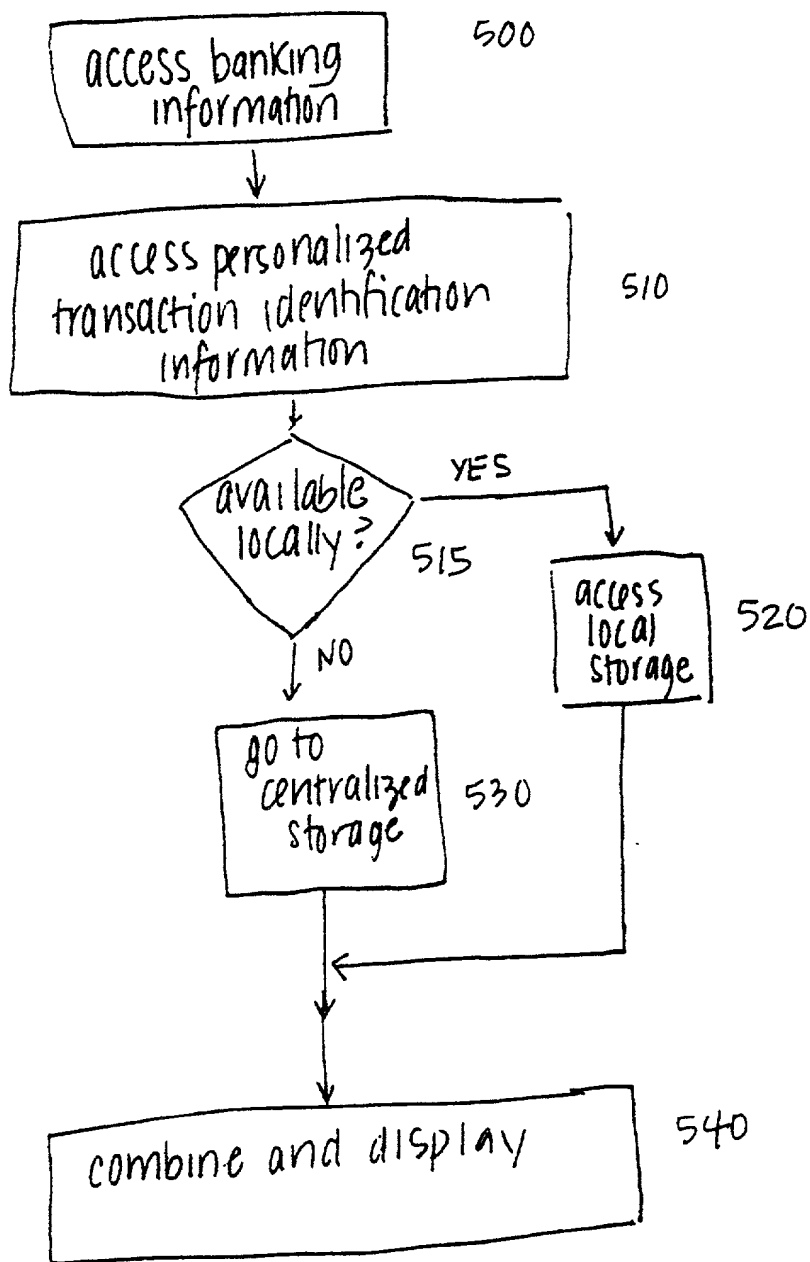 500
access banking
information
access personalized
transaction identification
information
510
available
locally?
YES
515
access
local
storage
520
NO
go to
centralized
storage
530
combine and display
540